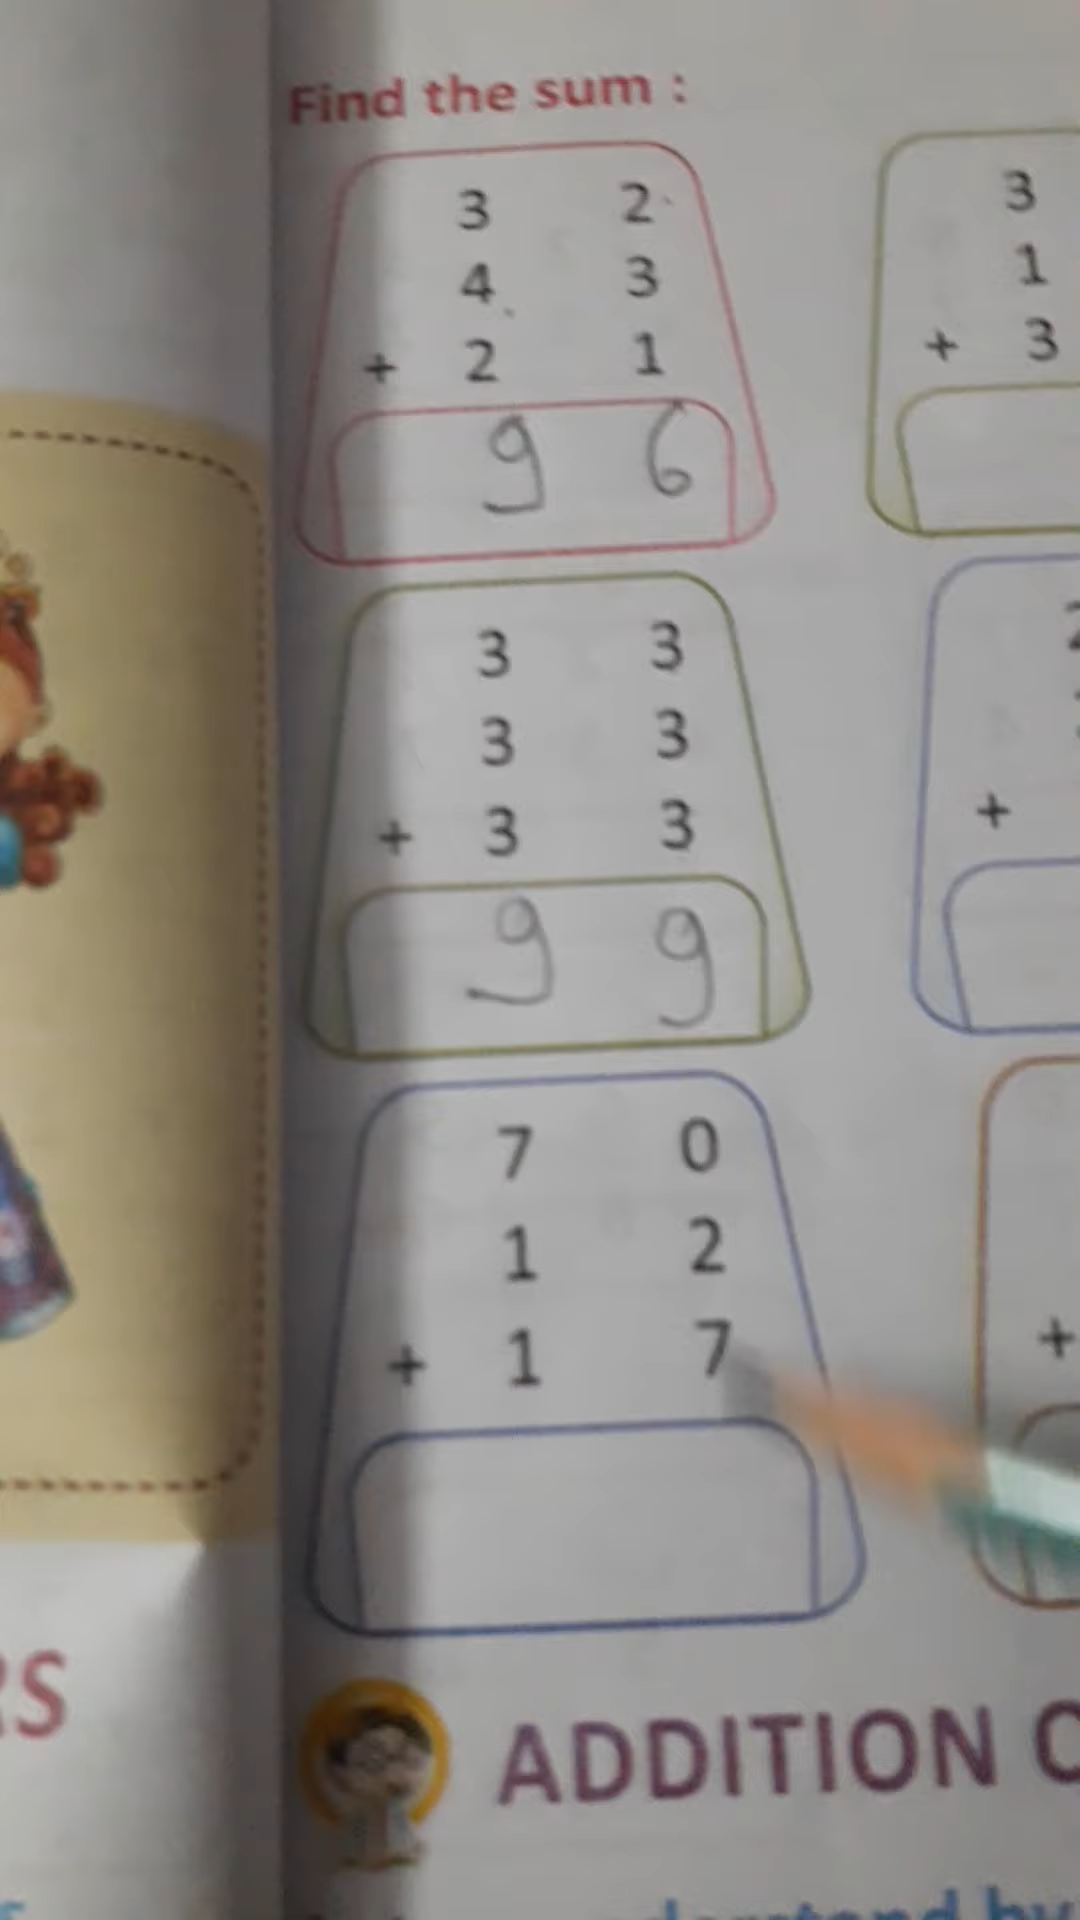 Find the sum :
3 2
4 3
+ 2 1
9 6
3
1
+ 3
3 3
3 3
+ 3 3
9 9
+
7 0
1 2
+ 1 7
+
RS
ADDITION